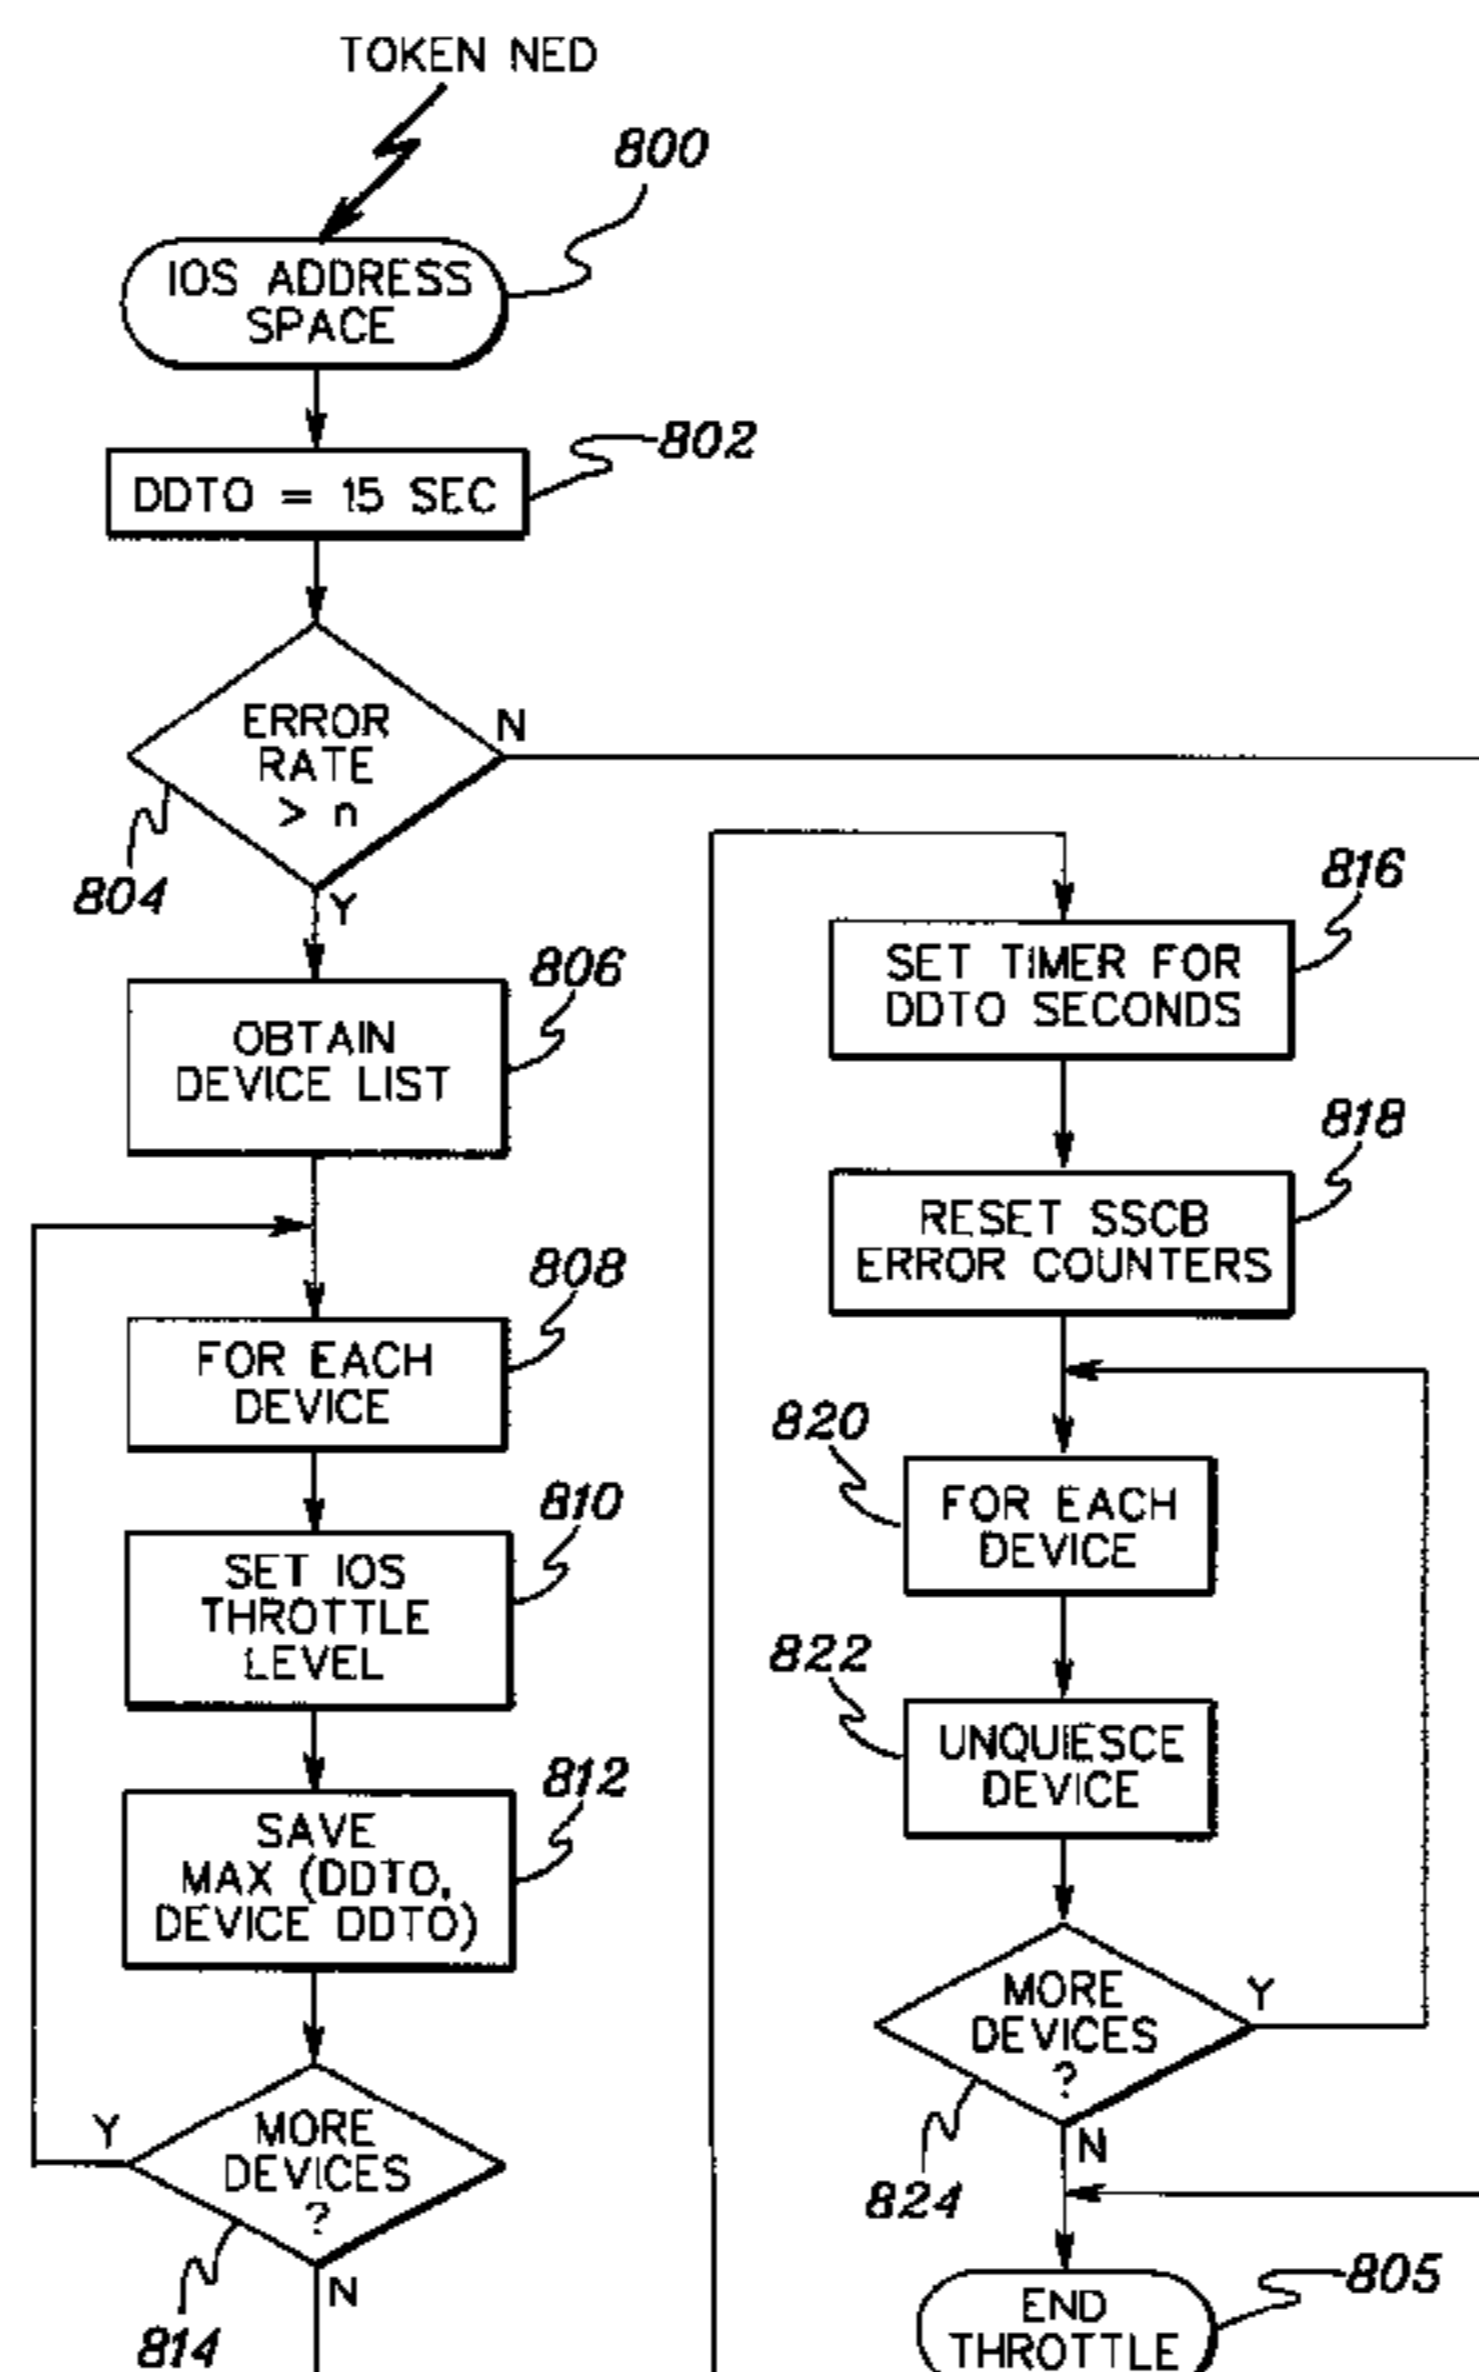 TOKEN NED
800
IOS ADDRESS
SPACE
802
DDTO = 15 SEC
ERROR
RATE
> n
N
804
Y
806
OBTAIN
DEVICE LIST
808
FOR EACH
DEVICE
810
SET IOS
THROTTLE
LEVEL
812
SAVE
MAX (DDTO,
DEVICE DDTO)
Y
MORE
DEVICES
?
N
814
816
SET TIMER FOR
DDTO SECONDS
818
RESET SSCB
ERROR COUNTERS
820
FOR EACH
DEVICE
822
UNQUIESCE
DEVICE
MORE
DEVICES
?
Y
N
824
805
END
THROTTLE